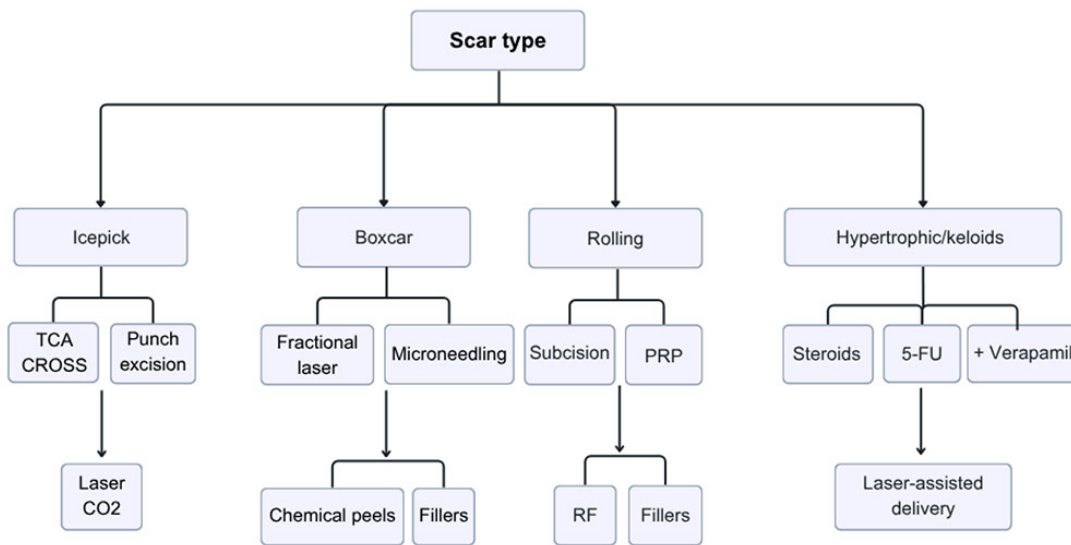 Scar type
Icepick
Boxcar
Rolling
Hypertrophic/keloids
TCA
CROSS
Punch
excision
Fractional
laser
Microneedling
Subcision
PRP
Steroids
5-FU
+ Verapamil
Laser
CO2
Chemical peels
Fillers
RF
Fillers
Laser-assisted
delivery